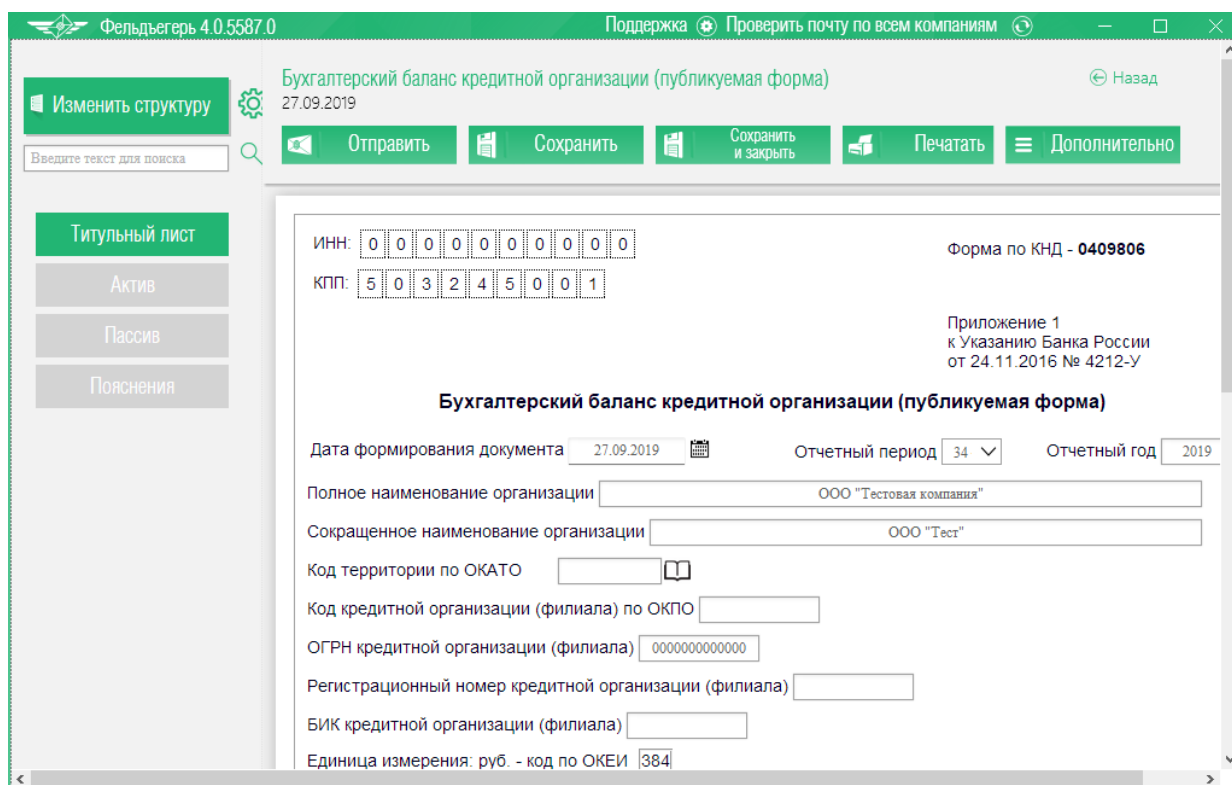 Фельдъегерь 4.0.5587.0
Поддержка Проверить почту по всем компаниям
Изменить структуру
Введите текст для поиска
Титульный лист
Актив
Пассив
Пояснения
Бухгалтерский баланс кредитной организации (публикуемая форма)
27.09.2019
Назад
Отправить
Сохранить
Сохранить
и закрыть
Печатать
Дополнительно
ИНН: 0 0 0 0 0 0 0 0 0 0
Форма по КНД - 0409806
КПП: 5 0 3 2 4 5 0 0 1
Приложение 1
к Указанию Банка России
от 24.11.2016 № 4212-У
Бухгалтерский баланс кредитной организации (публикуемая форма)
Дата формирования документа 27.09.2019 Отчетный период 34 Отчетный год 2019
Полное наименование организации ООО "Тестовая компания"
Сокращенное наименование организации ООО "Тест"
Код территории по ОКАТО
Код кредитной организации (филиала) по ОКПО
ОГРН кредитной организации (филиала) 0000000000000
Регистрационный номер кредитной организации (филиала)
БИК кредитной организации (филиала)
Единица измерения: руб. - код по ОКЕИ 384